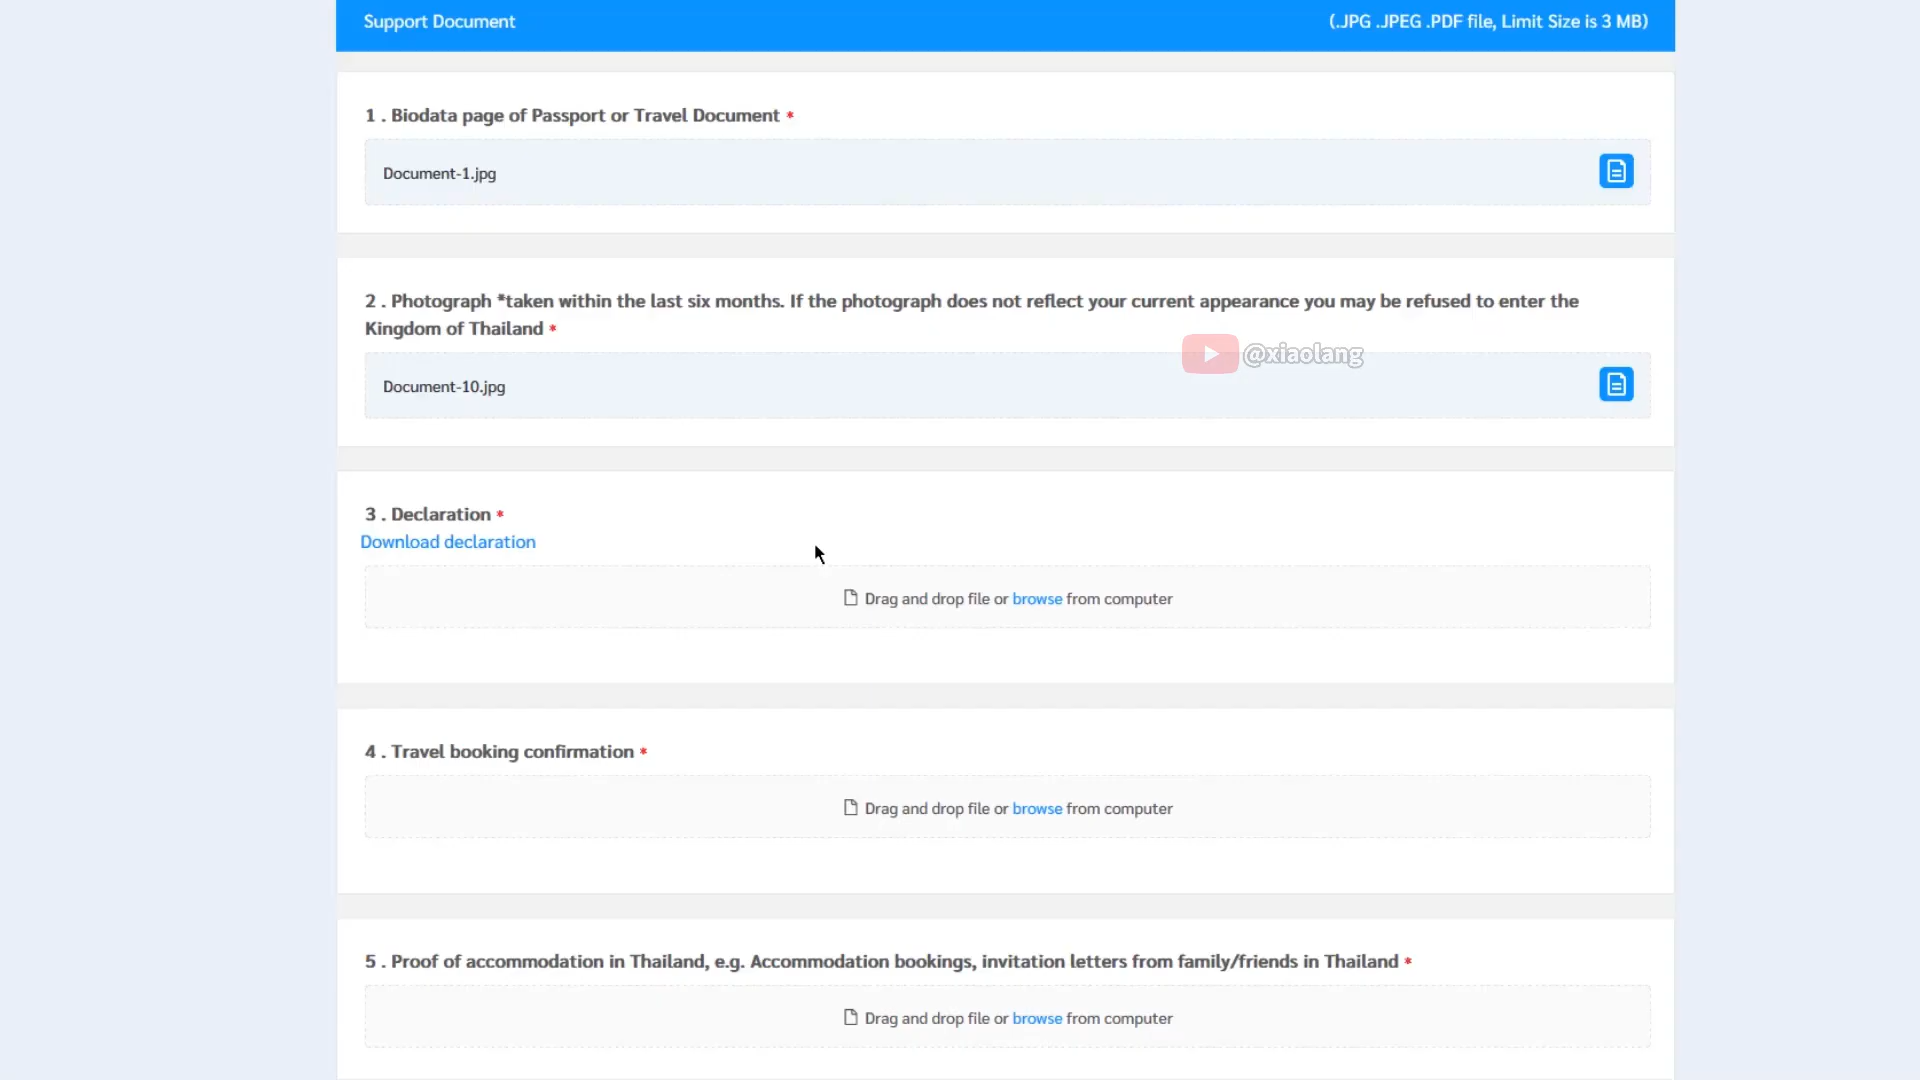 Support Document
(.JPG .JPEG .PDF file, Limit Size is 3 MB)
1 . Biodata page of Passport or Travel Document *
Document-1.jpg
2 . Photograph *taken within the last six months. If the photograph does not reflect your current appearance you may be refused to enter the
Kingdom of Thailand *
@xiaolang
Document-10.jpg
3 . Declaration *
Download declaration
Drag and drop file or browse from computer
4 . Travel booking confirmation *
Drag and drop file or browse from computer
5 . Proof of accommodation in Thailand, e.g. Accommodation bookings, invitation letters from family/friends in Thailand *
Drag and drop file or browse from computer